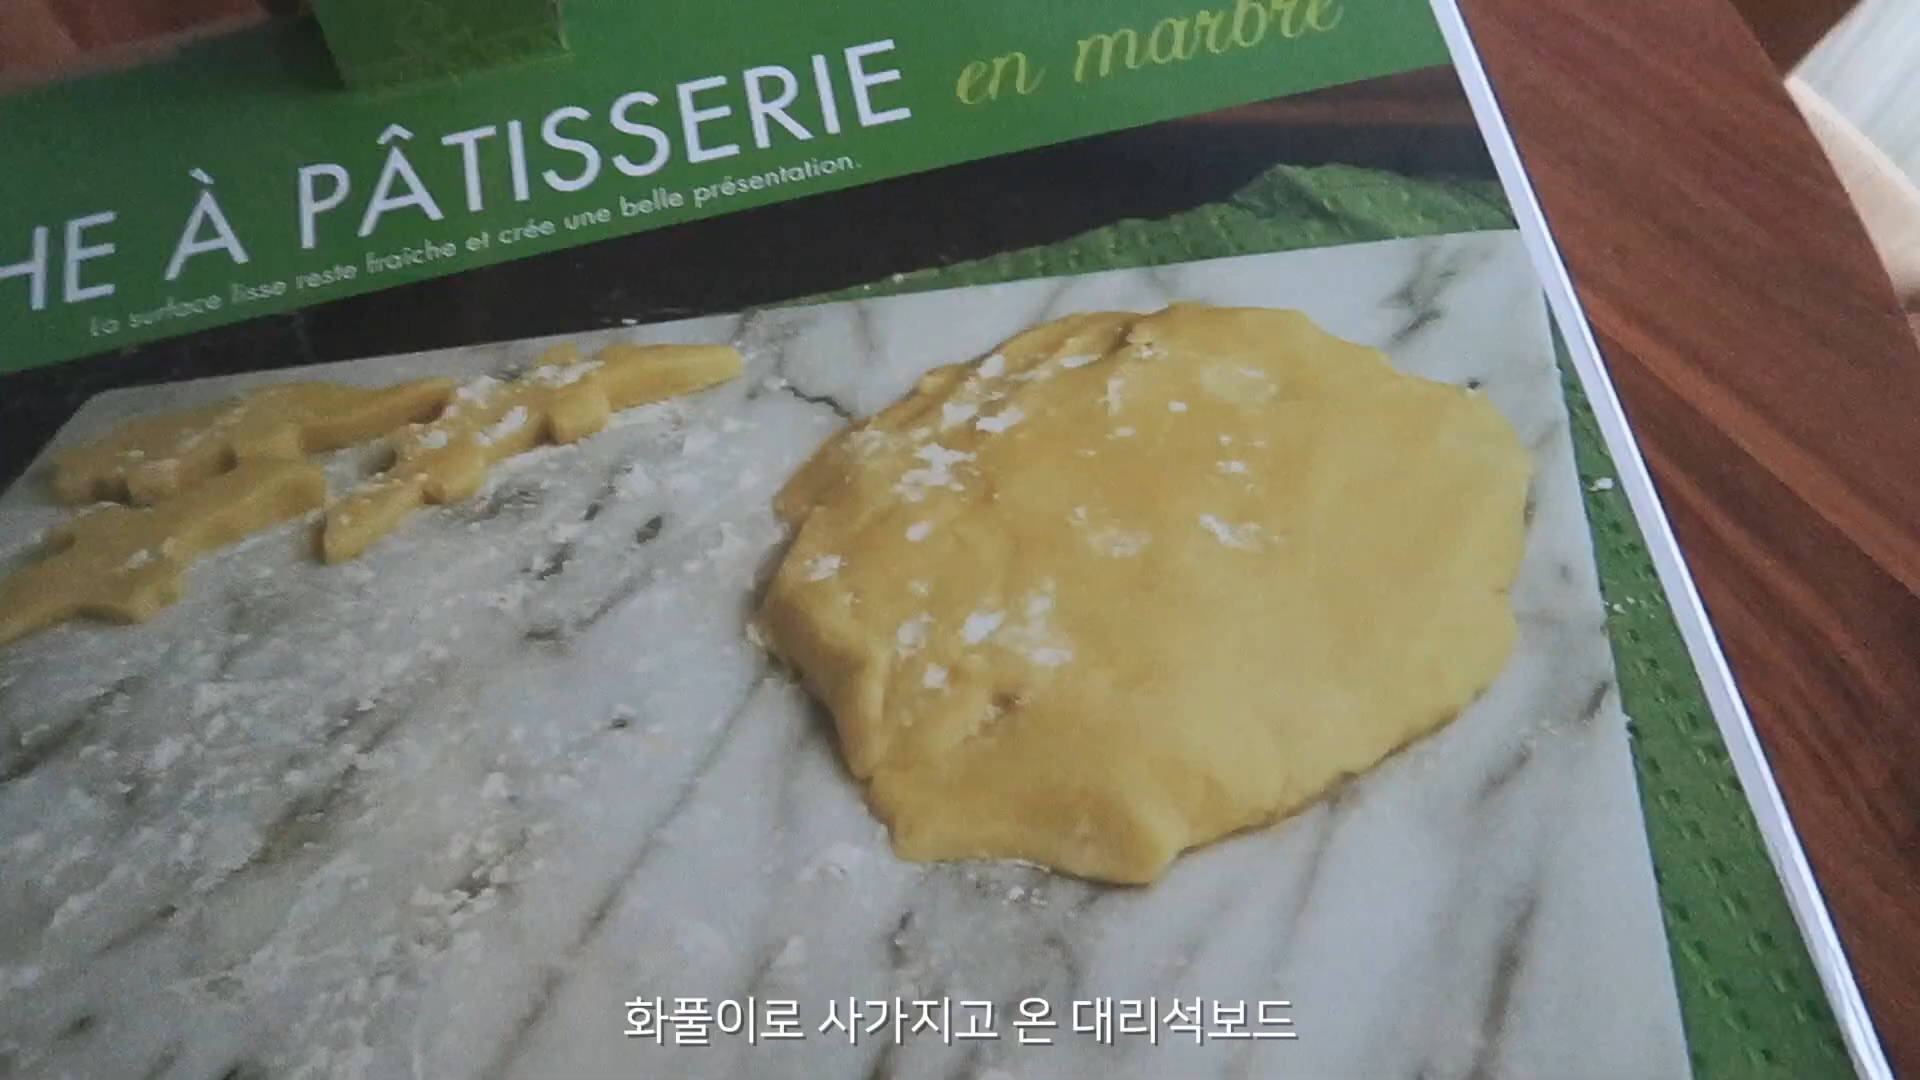 HE À PÂTISSERIE en marbre
la surface lisse reste fraîche et crée une belle présentation.
화풀이로 사가지고 온 대리석보드